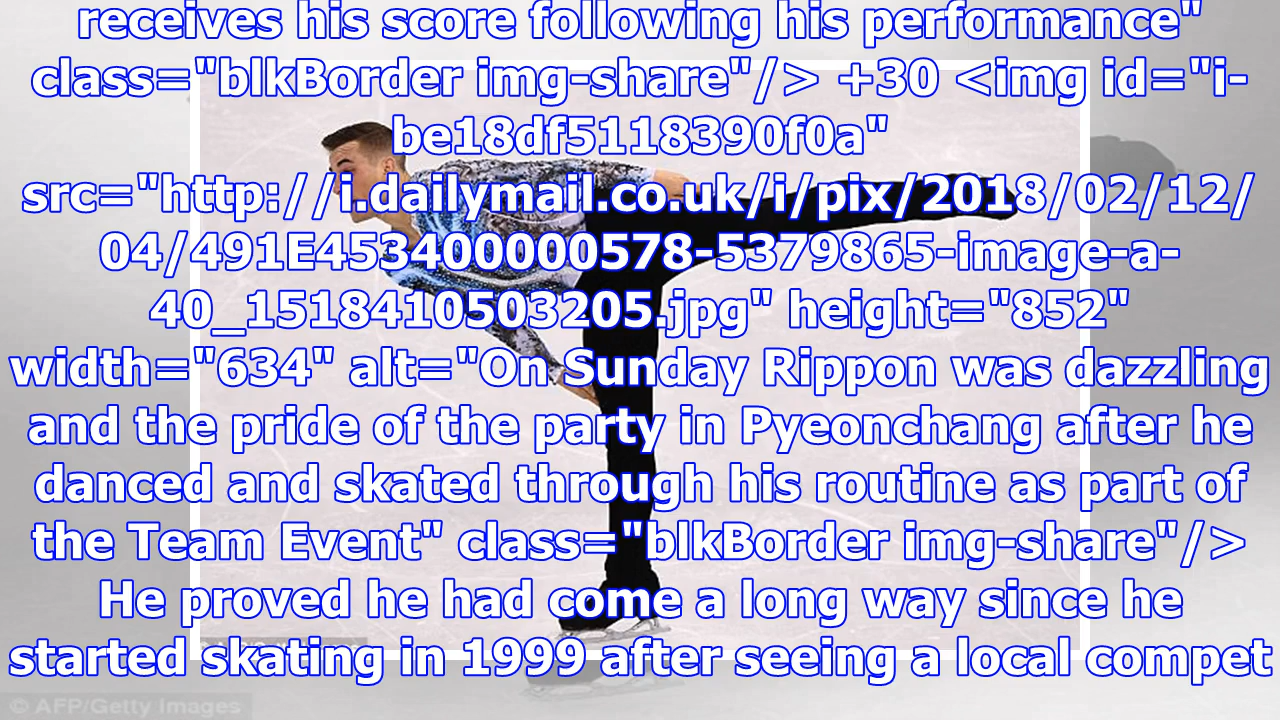 receives his score following his performance"
class="blkBorder img-share"/> +30 <img id="i-
be18df5118390f0a"
src="http://i.dailymail.co.uk/i/pix/2018/02/12/
04/491E453400000578-5379865-image-a-
40_1518410503205.jpg" height="852"
width="634" alt="On Sunday Rippon was dazzling
and the pride of the party in Pyeonchang after he
danced and skated through his routine as part of
the Team Event" class="blkBorder img-share"/>
He proved he had come a long way since he
started skating in 1999 after seeing a local compet
© AFP/Getty Images